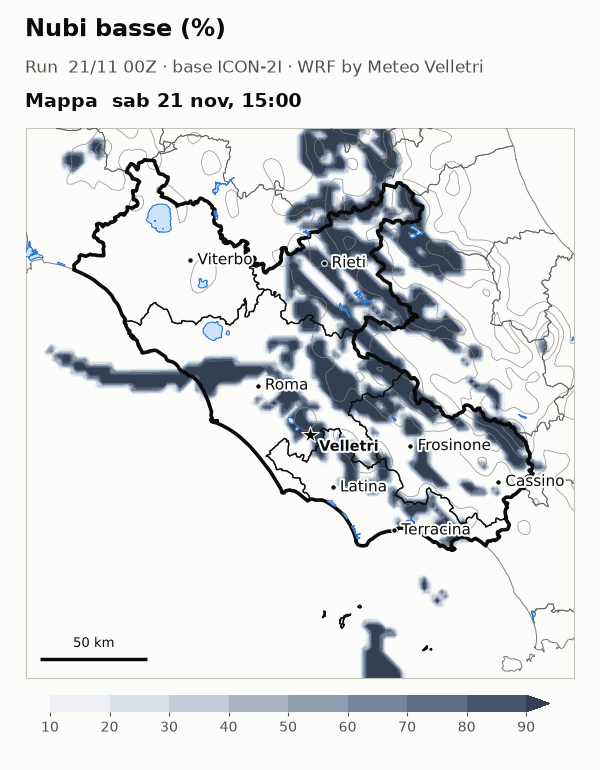 Nubi basse (%)
Run  21/11 00Z · base ICON-2I · WRF by Meteo Velletri
Mappa  sab 21 nov, 15:00
Viterbo
Rieti
Roma
Velletri
Frosinone
Latina
Cassino
Terracina
50 km
10 20 30 40 50 60 70 80 90